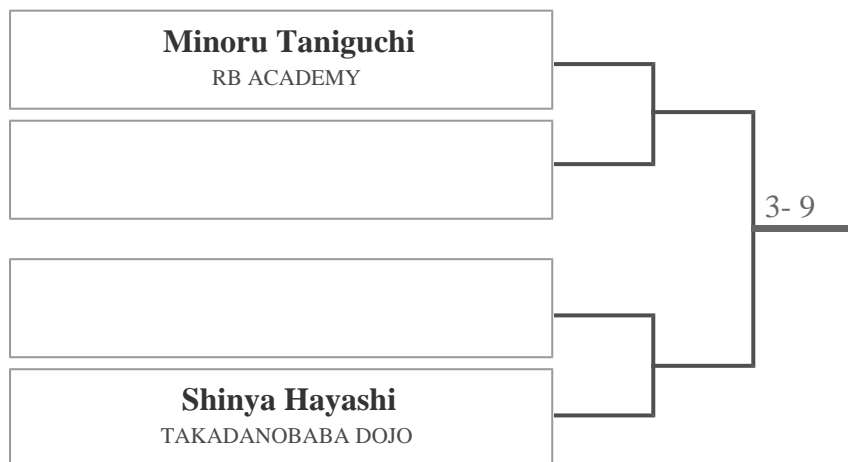 Minoru Taniguchi
RB ACADEMY
3- 9
Shinya Hayashi
TAKADANOBABA DOJO